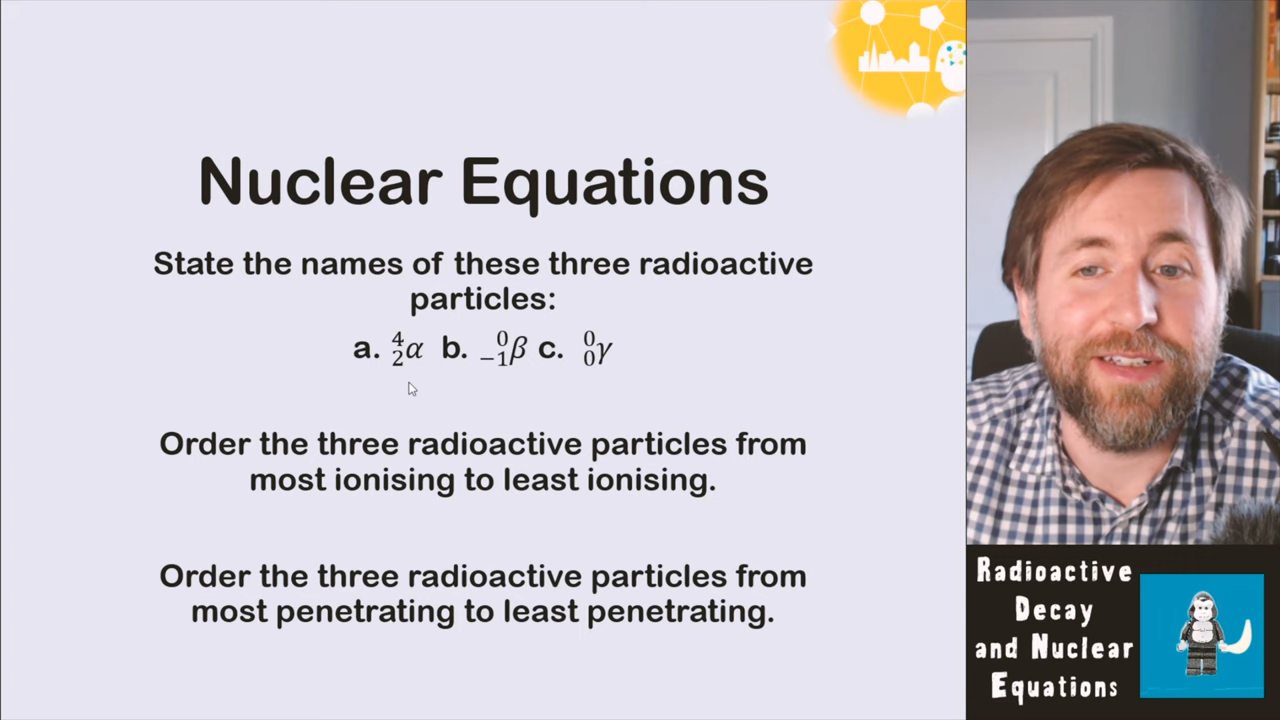 Nuclear Equations
State the names of these three radioactive
particles:
a. ⁴₂α b. ⁰₋₁β c. ⁰₀γ
Order the three radioactive particles from
most ionising to least ionising.
Order the three radioactive particles from
most penetrating to least penetrating.
Radioactive
Decay
and Nuclear
Equations